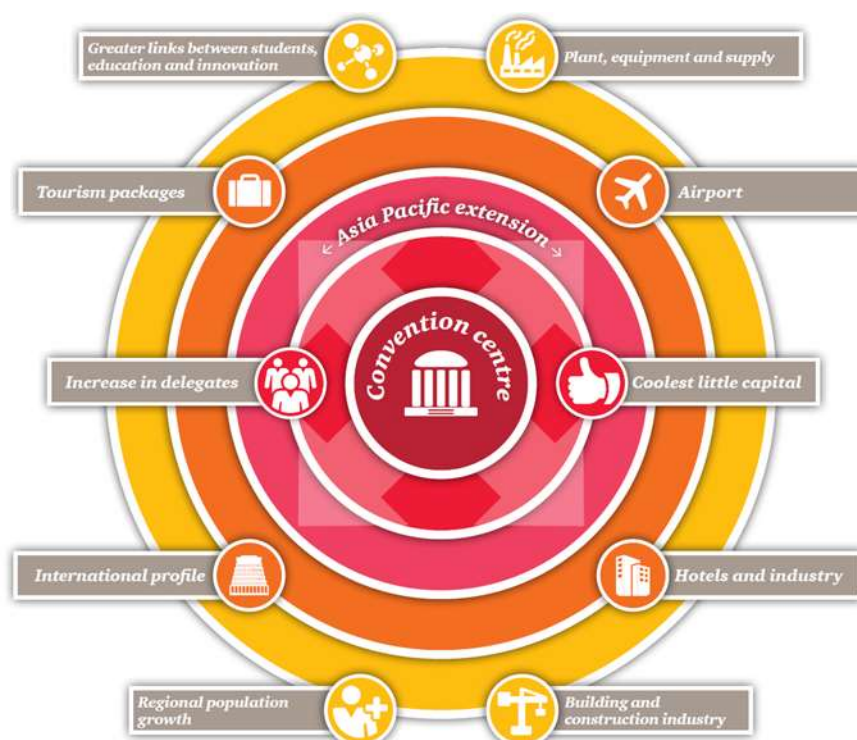 Greater links between students,
education and innovation
Plant, equipment and supply
Tourism packages
Airport
Asia Pacific extension
Convention centre
Increase in delegates
Coolest little capital
International profile
Hotels and industry
Regional population
growth
Building and
construction industry